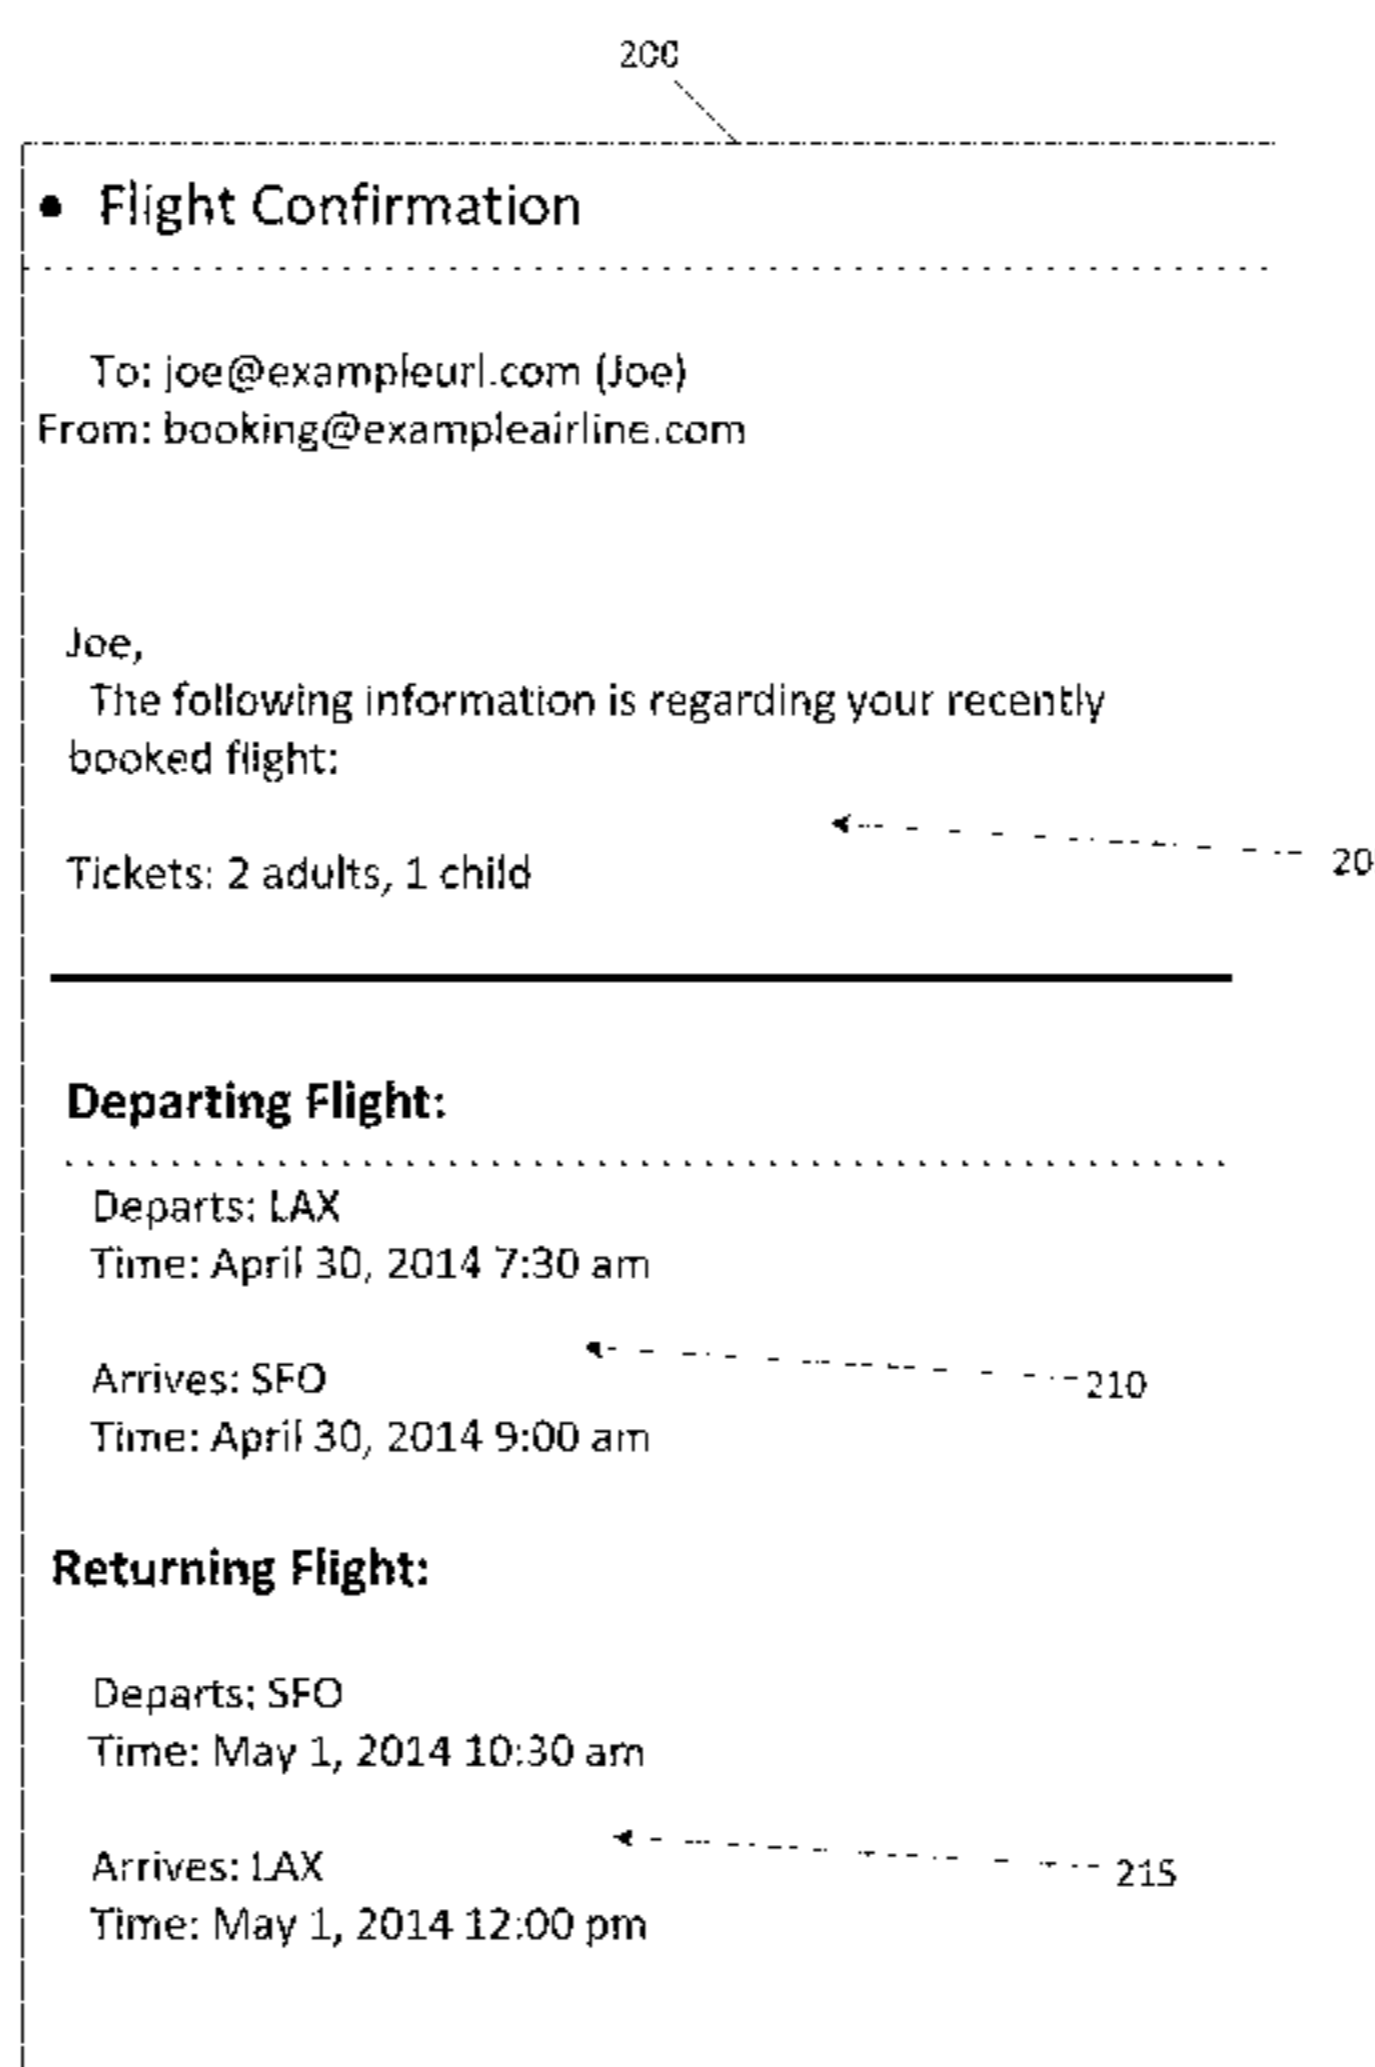 200
• Flight Confirmation
To: joe@exampleurl.com (Joe)
From: booking@exampleairline.com
Joe,
The following information is regarding your recently
booked flight:
20
Tickets: 2 adults, 1 child
Departing Flight:
Departs: LAX
Time: April 30, 2014 7:30 am
Arrives: SFO
210
Time: April 30, 2014 9:00 am
Returning Flight:
Departs: SFO
Time: May 1, 2014 10:30 am
Arrives: LAX
215
Time: May 1, 2014 12:00 pm